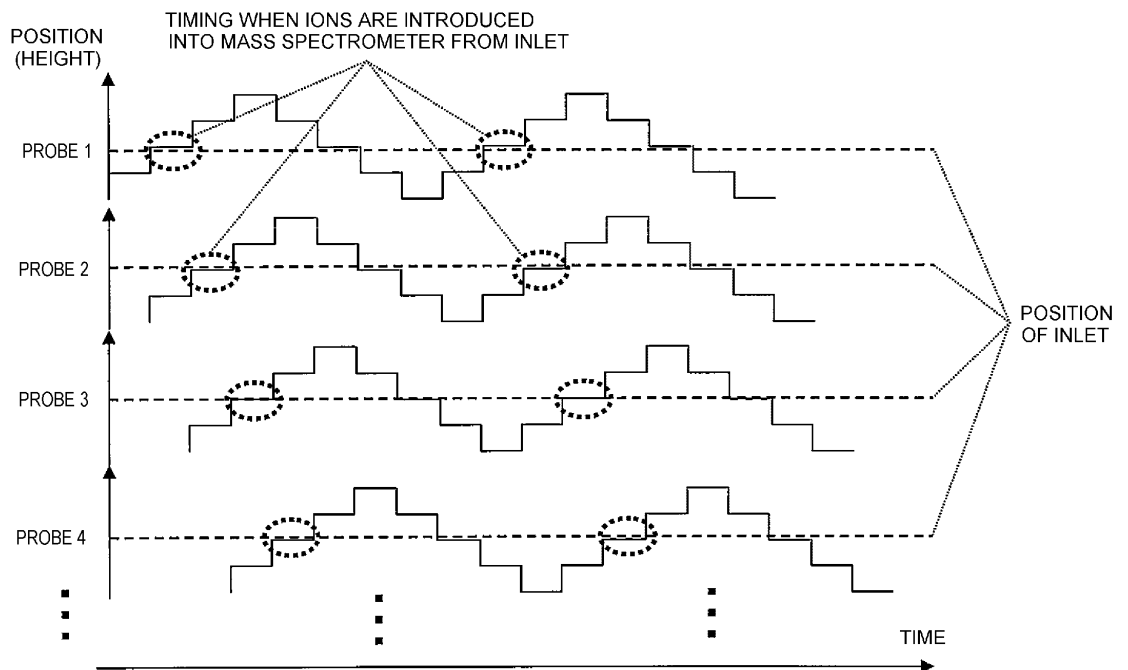 TIMING WHEN IONS ARE INTRODUCED
INTO MASS SPECTROMETER FROM INLET
POSITION
(HEIGHT)
PROBE 1
PROBE 2
PROBE 3
PROBE 4
POSITION
OF INLET
TIME